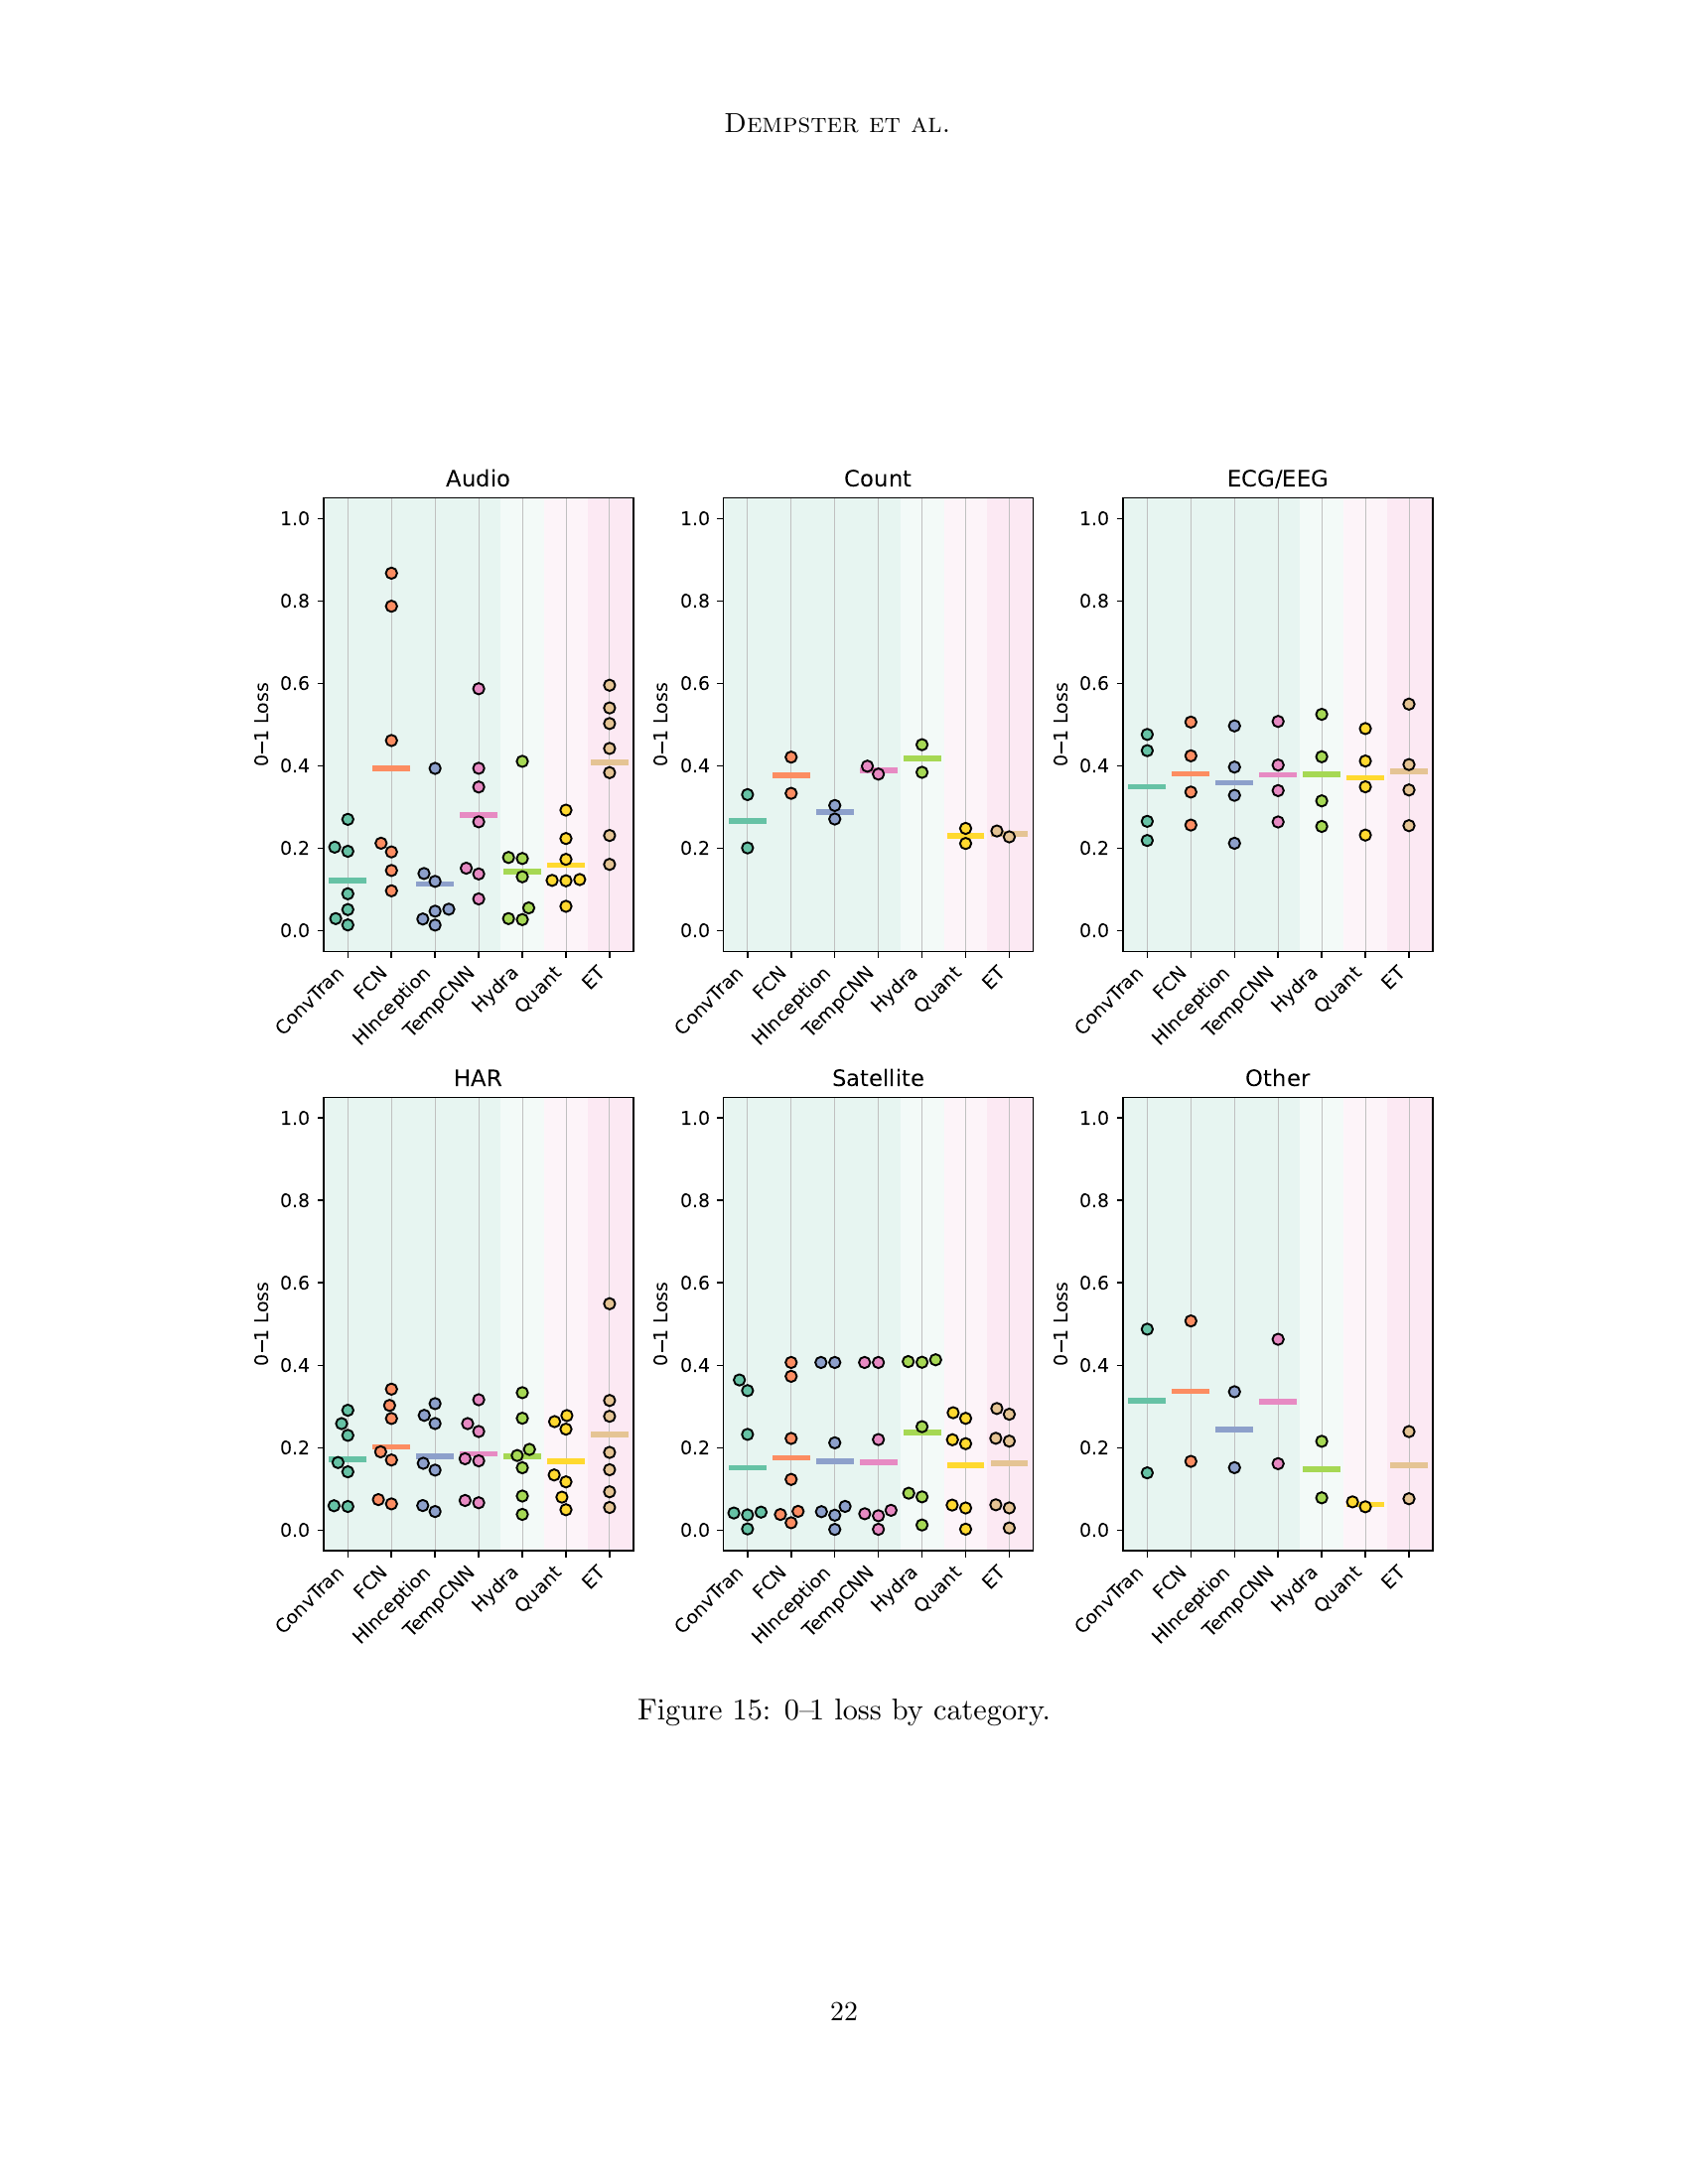 Dempster et al.
Audio
Count
ECG/EEG
1.0
0.8
0.6
0.4
0.2
0.0
0–1 Loss
ConvTran
FCN
HInception
TempCNN
Hydra
Quant
ET
1.0
0.8
0.6
0.4
0.2
0.0
0–1 Loss
ConvTran
FCN
HInception
TempCNN
Hydra
Quant
ET
1.0
0.8
0.6
0.4
0.2
0.0
0–1 Loss
ConvTran
FCN
HInception
TempCNN
Hydra
Quant
ET
HAR
Satellite
Other
1.0
0.8
0.6
0.4
0.2
0.0
0–1 Loss
ConvTran
FCN
HInception
TempCNN
Hydra
Quant
ET
1.0
0.8
0.6
0.4
0.2
0.0
0–1 Loss
ConvTran
FCN
HInception
TempCNN
Hydra
Quant
ET
1.0
0.8
0.6
0.4
0.2
0.0
0–1 Loss
ConvTran
FCN
HInception
TempCNN
Hydra
Quant
ET
Figure 15: 0–1 loss by category.
22